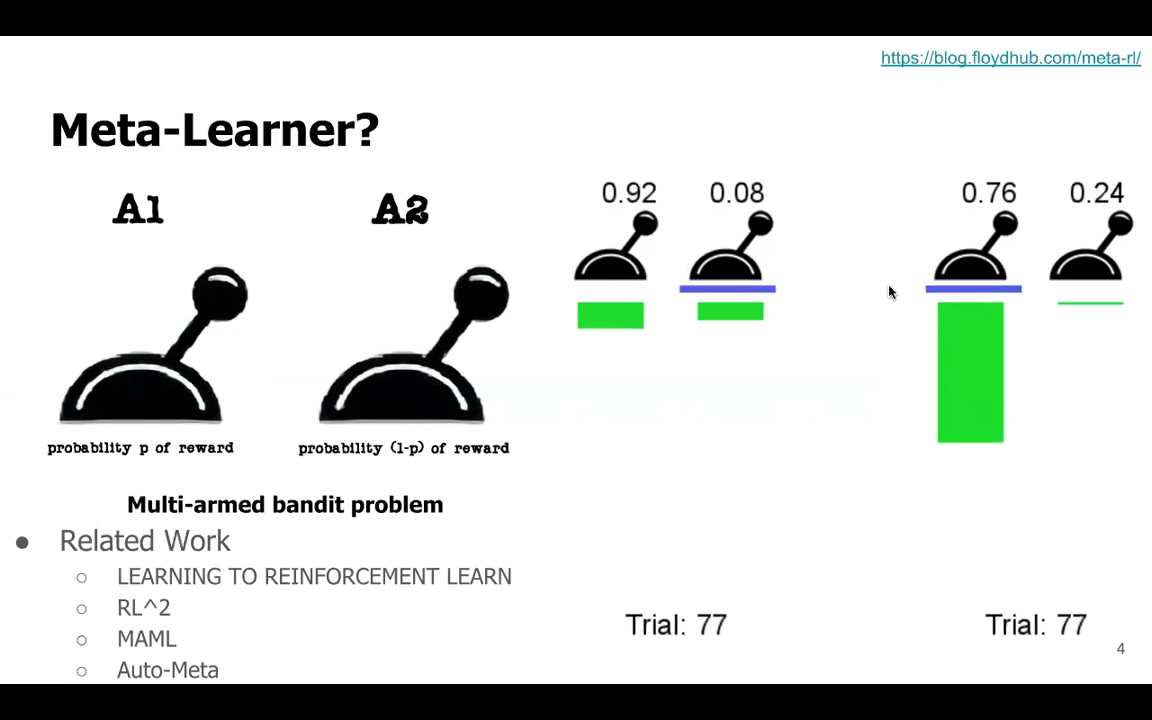 https://blog.floydhub.com/meta-rl/
Meta-Learner?
A1
A2
probability p of reward
probability (1-p) of reward
Multi-armed bandit problem
0.92
0.08
0.76
0.24
● Related Work
○ LEARNING TO REINFORCEMENT LEARN
○ RL^2
○ MAML
○ Auto-Meta
Trial: 77
Trial: 77
4